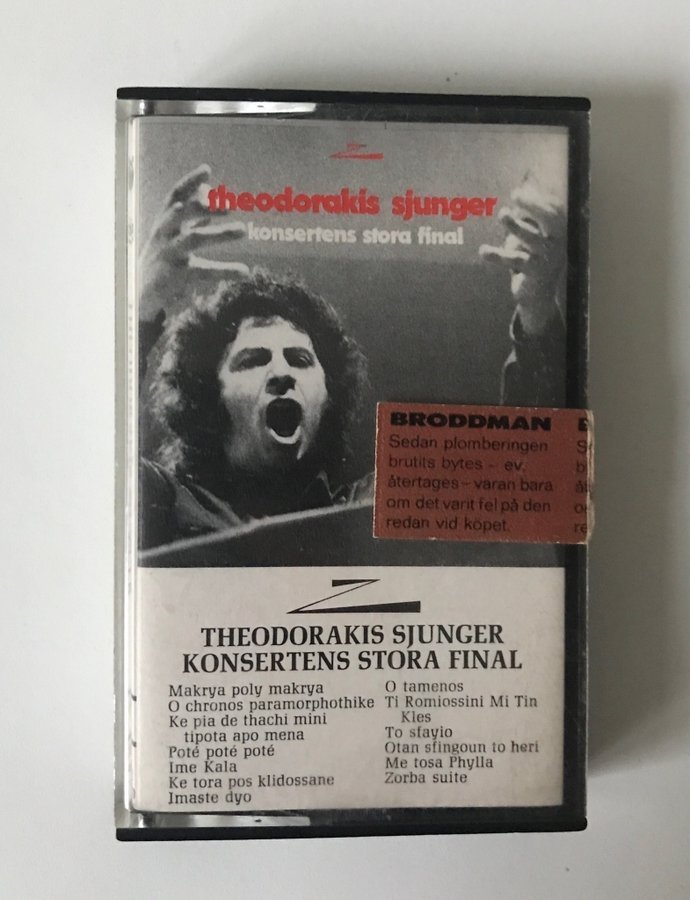 theodorakis sjunger
konsertens stora final
BRODDMAN
Sedan plomberingen
brutits bytes – ev.
återtages – varan bara
om det varit fel på den
redan vid köpet.
THEODORAKIS SJUNGER
KONSERTENS STORA FINAL
Makrya poly makrya
O chronos paramorphothike
Ke pia de thachi mini
tipota apo mena
Poté poté poté
Ime Kala
Ke tora pos klidossane
Imaste dyo
O tamenos
Ti Romiossini Mi Tin
Kles
To sfayio
Otan sfingoun to heri
Me tosa Phylla
Zorba suite